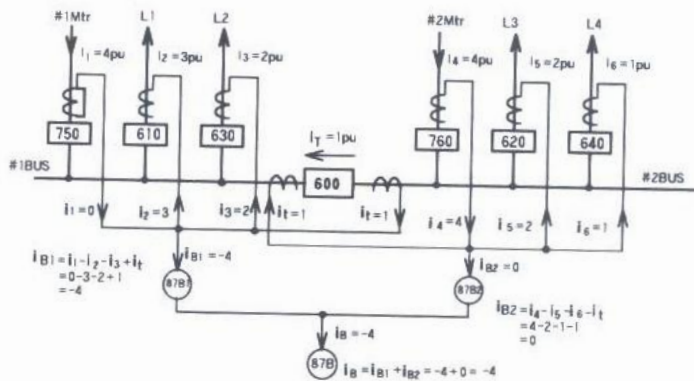 #1Mtr L1 L2 #2Mtr L3 L4
I1=4pu I2=3pu I3=2pu I4=4pu I5=2pu I6=1pu
750 610 630 760 620 640
IT=1pu
600
#1BUS #2BUS
i1=0 i2=3 i3=2 it=1 it=1 i4=4 i5=2 i6=1
iB1=-4 iB2=0
87B1 87B2
iB1=i1-i2-i3+it
=0-3-2+1
=-4
iB2=i4-i5-i6-it
=4-2-1-1
=0
iB=-4
87B
iB=iB1+iB2=-4+0=-4